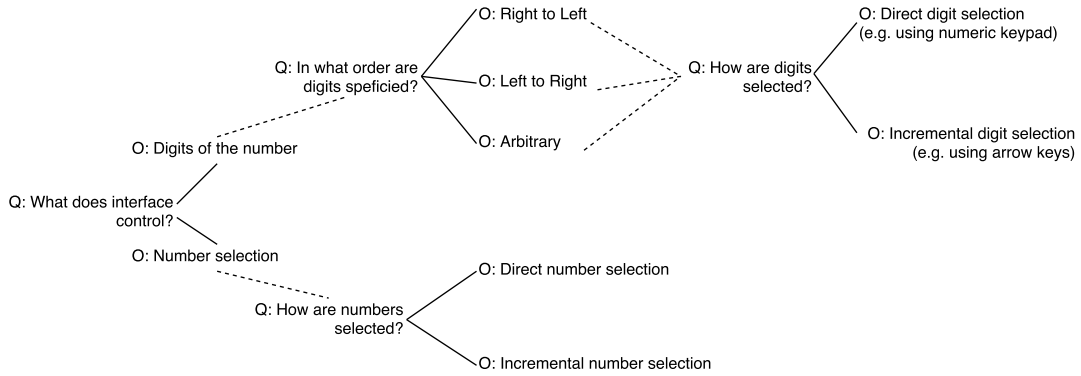 O: Right to Left
O: Direct digit selection
(e.g. using numeric keypad)
Q: In what order are
digits speficied?
O: Left to Right
Q: How are digits
selected?
O: Arbitrary
O: Incremental digit selection
(e.g. using arrow keys)
O: Digits of the number
Q: What does interface
control?
O: Number selection
O: Direct number selection
Q: How are numbers
selected?
O: Incremental number selection